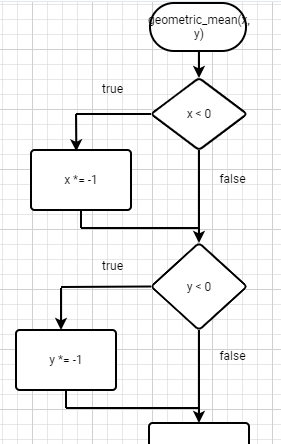 geometric_mean(x,
y)
true
x < 0
x *= -1
false
true
y < 0
y *= -1
false